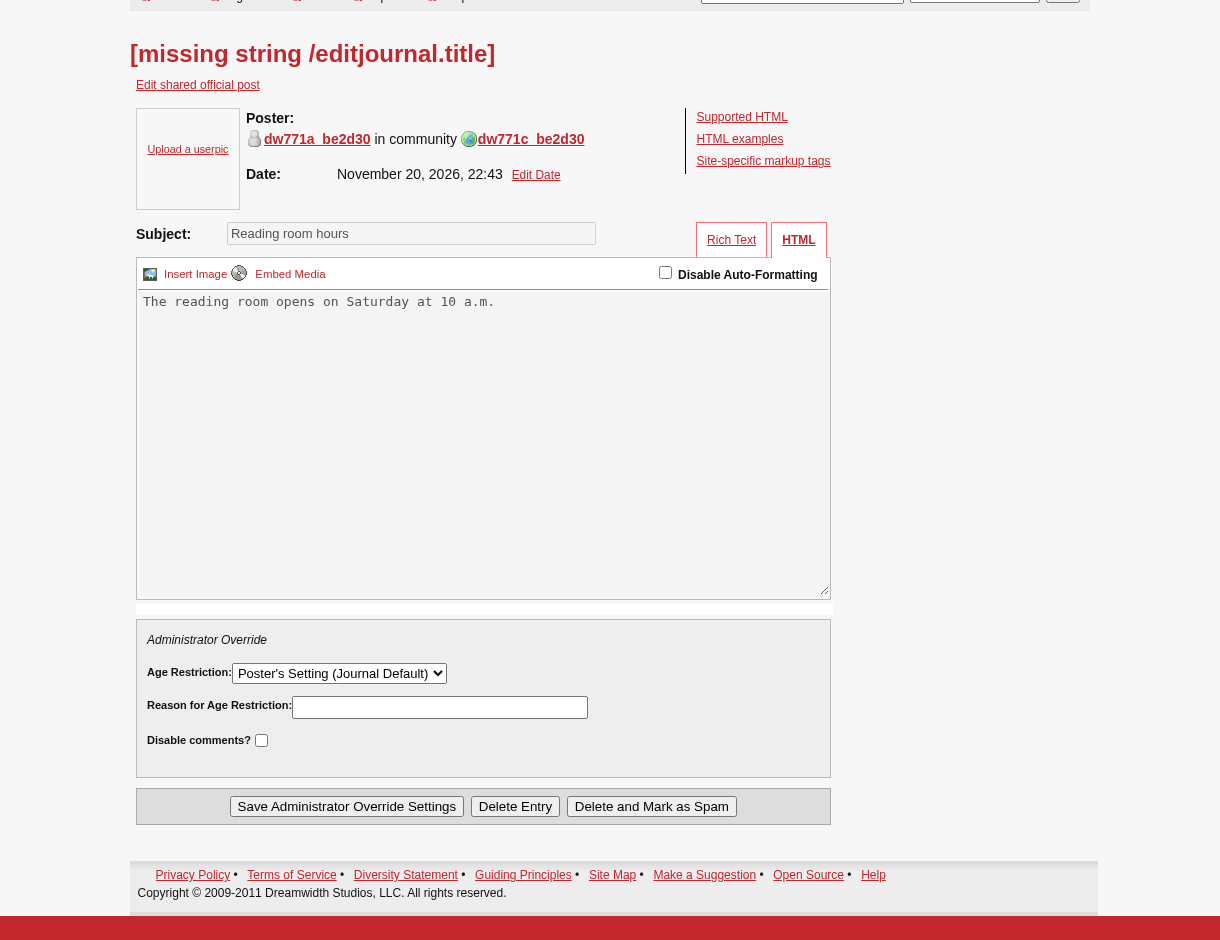 [missing string /editjournal.title]
Edit shared official post
Upload a userpic
Poster:
dw771a_be2d30 in community dw771c_be2d30
Date: November 20, 2026, 22:43 Edit Date
Supported HTML
HTML examples
Site-specific markup tags
Subject: Reading room hours
Rich Text HTML
Insert Image Embed Media Disable Auto-Formatting
The reading room opens on Saturday at 10 a.m.
Administrator Override
Age Restriction: Poster's Setting (Journal Default)
Reason for Age Restriction:
Disable comments?
Save Administrator Override Settings Delete Entry Delete and Mark as Spam
Privacy Policy • Terms of Service • Diversity Statement • Guiding Principles • Site Map • Make a Suggestion • Open Source • Help
Copyright © 2009-2011 Dreamwidth Studios, LLC. All rights reserved.